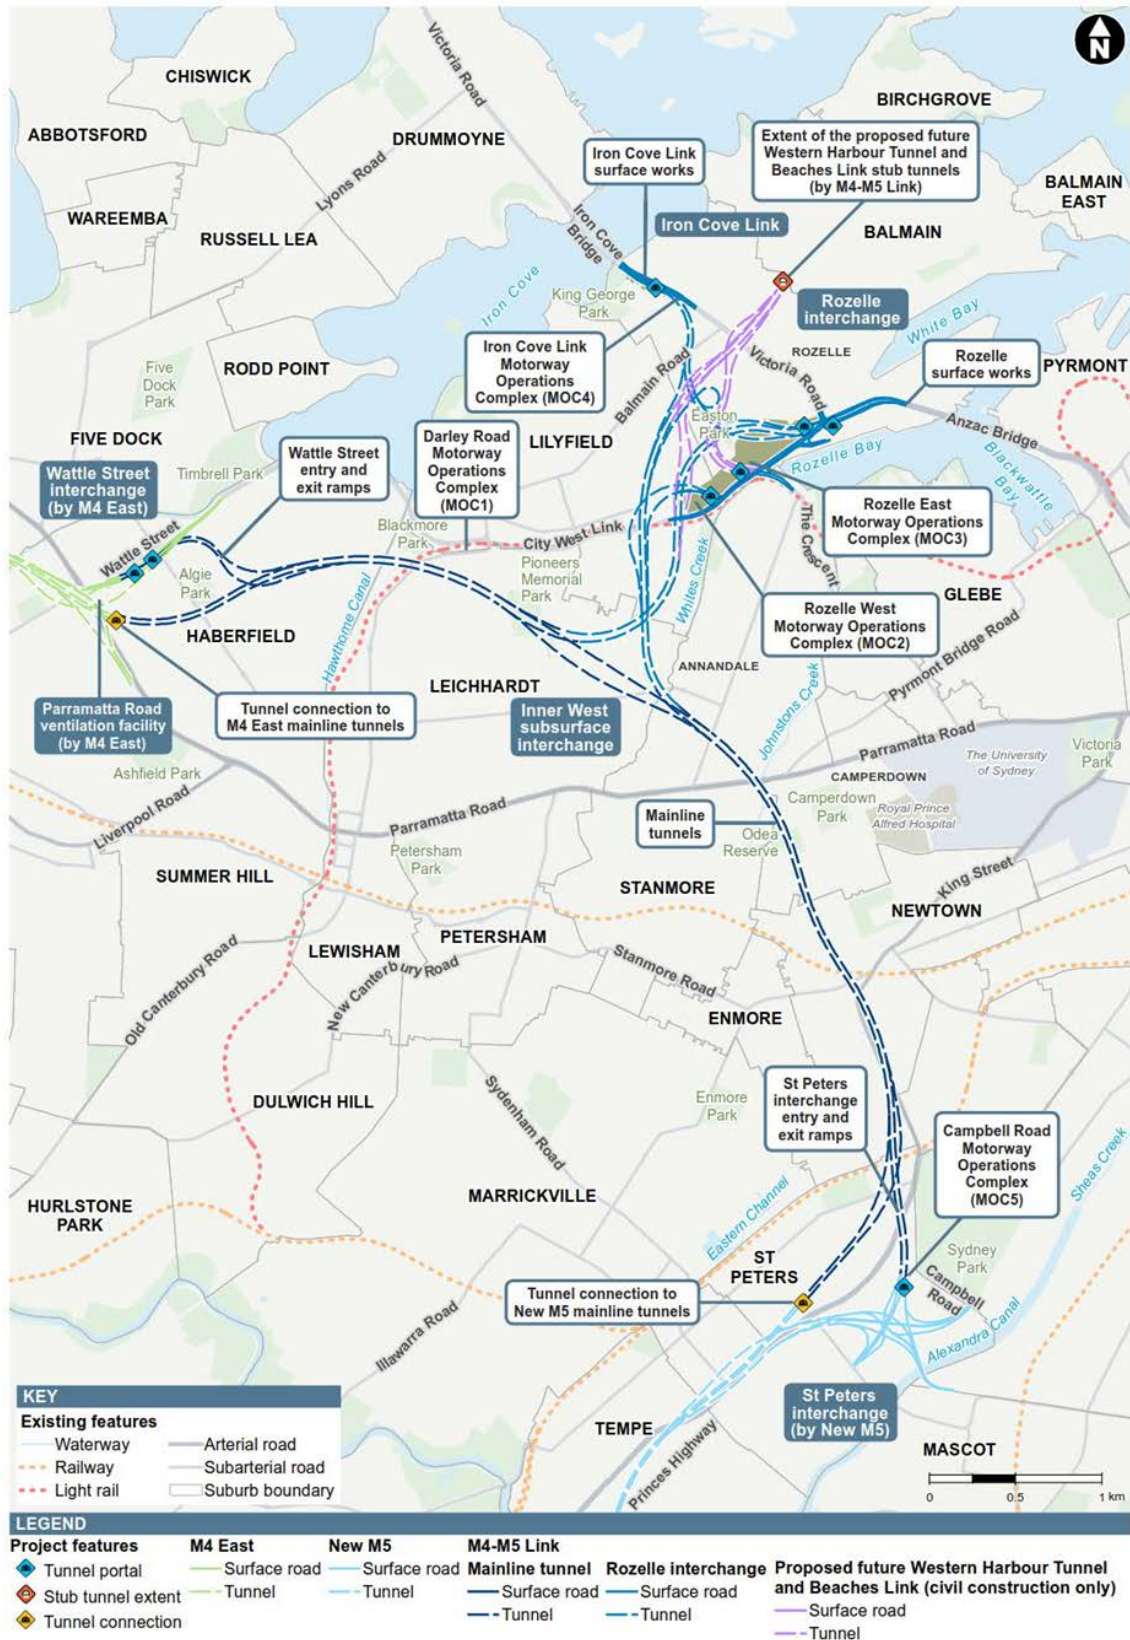 N
CHISWICK
Victoria Road
BIRCHGROVE
ABBOTSFORD
DRUMMOYNE
Iron Cove Link
surface works
Extent of the proposed future
Western Harbour Tunnel and
Beaches Link stub tunnels
(by M4-M5 Link)
BALMAIN
EAST
Lyons Road
WAREEMBA
RUSSELL LEA
Iron Cove
Bridge
Iron Cove Link
BALMAIN
Iron Cove
King George
Park
Rozelle
interchange
White Bay
Iron Cove Link
Motorway
Operations
Complex (MOC4)
Balmain Road
ROZELLE
Victoria Road
Rozelle
surface works
PYRMONT
RODD POINT
Five
Dock
Park
Easton
Park
Anzac Bridge
FIVE DOCK
Timbrell Park
Wattle Street
entry and
exit ramps
Darley Road
Motorway
Operations
Complex
(MOC1)
LILYFIELD
Rozelle Bay
Blackwattle
Bay
Wattle Street
interchange
(by M4 East)
Wattle Street
Blackmore
Park
City West Link
Rozelle East
Motorway Operations
Complex (MOC3)
The Crescent
Algie
Park
Pioneers
Memorial
Park
Whites Creek
GLEBE
Hawthorne Canal
HABERFIELD
Rozelle West
Motorway Operations
Complex (MOC2)
Pyrmont Bridge Road
ANNANDALE
LEICHHARDT
Johnstons Creek
Parramatta Road
ventilation facility
(by M4 East)
Tunnel connection to
M4 East mainline tunnels
Inner West
subsurface
interchange
Parramatta Road
The University
of Sydney
Victoria
Park
Ashfield Park
CAMPERDOWN
Liverpool Road
Parramatta Road
Mainline
tunnels
Camperdown
Park
Royal Prince
Alfred Hospital
Odea
Reserve
Petersham
Park
SUMMER HILL
STANMORE
King Street
NEWTOWN
LEWISHAM
PETERSHAM
Old Canterbury Road
New Canterbury Road
Stanmore Road
ENMORE
DULWICH HILL
Sydenham Road
Enmore
Park
St Peters
interchange
entry and
exit ramps
Campbell Road
Motorway
Operations
Complex
(MOC5)
Sheas Creek
HURLSTONE
PARK
MARRICKVILLE
Eastern Channel
Sydney
Park
ST
PETERS
Campbell
Road
Tunnel connection to
New M5 mainline tunnels
Alexandra Canal
Illawarra Road
St Peters
interchange
(by New M5)
TEMPE
Princes Highway
MASCOT
0 0.5 1 km
KEY
Existing features
Waterway Arterial road
Railway Subarterial road
Light rail Suburb boundary
LEGEND
Project features
Tunnel portal
Stub tunnel extent
Tunnel connection
M4 East
Surface road
Tunnel
New M5
Surface road
Tunnel
M4-M5 Link
Mainline tunnel
Surface road
Tunnel
Rozelle interchange
Surface road
Tunnel
Proposed future Western Harbour Tunnel
and Beaches Link (civil construction only)
Surface road
Tunnel